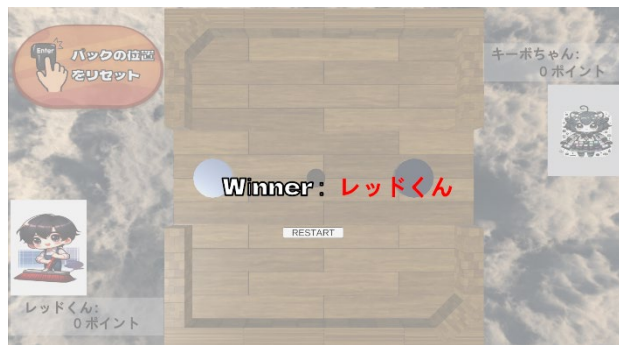 Enter
パックの位置
をリセット
キーボちゃん:
0 ポイント
Winner: レッドくん
RESTART
レッドくん:
0 ポイント